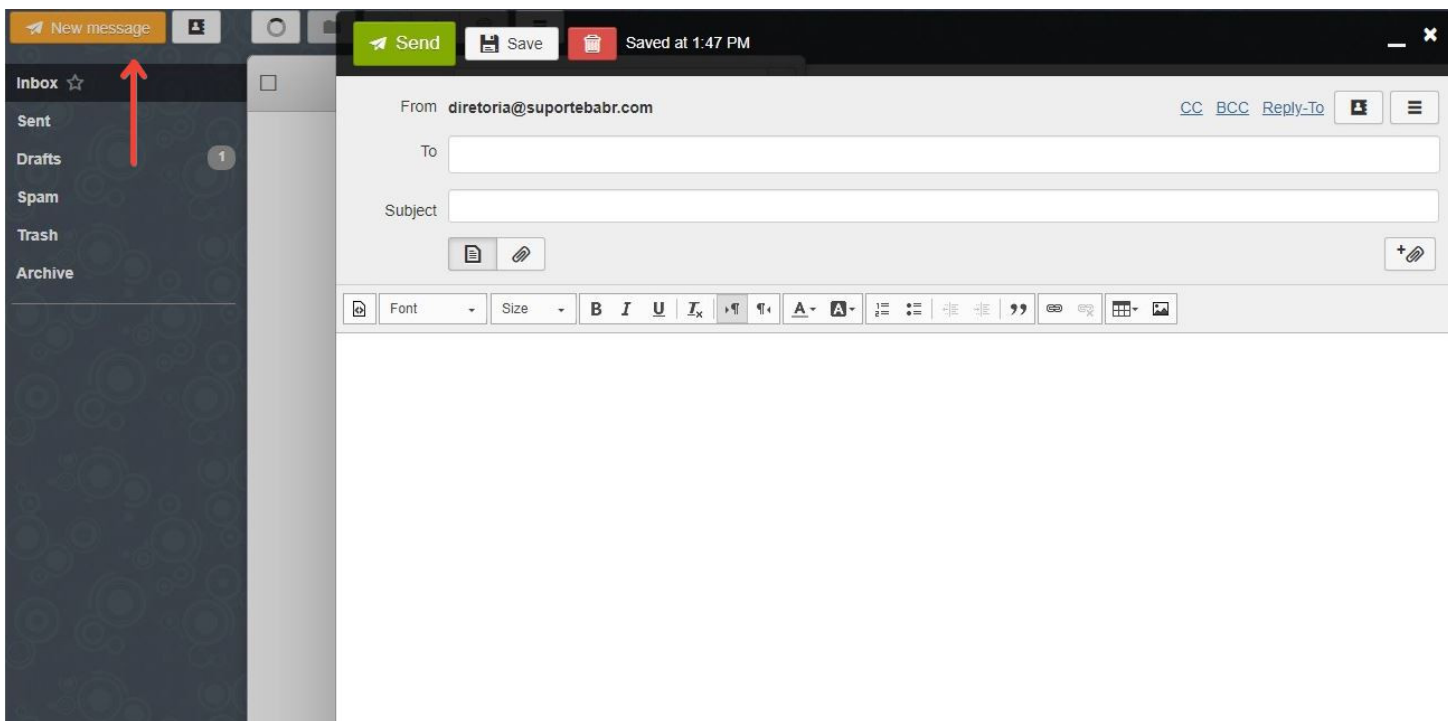 New message
Send Save Saved at 1:47 PM
Inbox
Sent
Drafts 1
Spam
Trash
Archive
From diretoria@suportebabr.com CC BCC Reply-To
To
Subject
Font Size B I U Tx A A